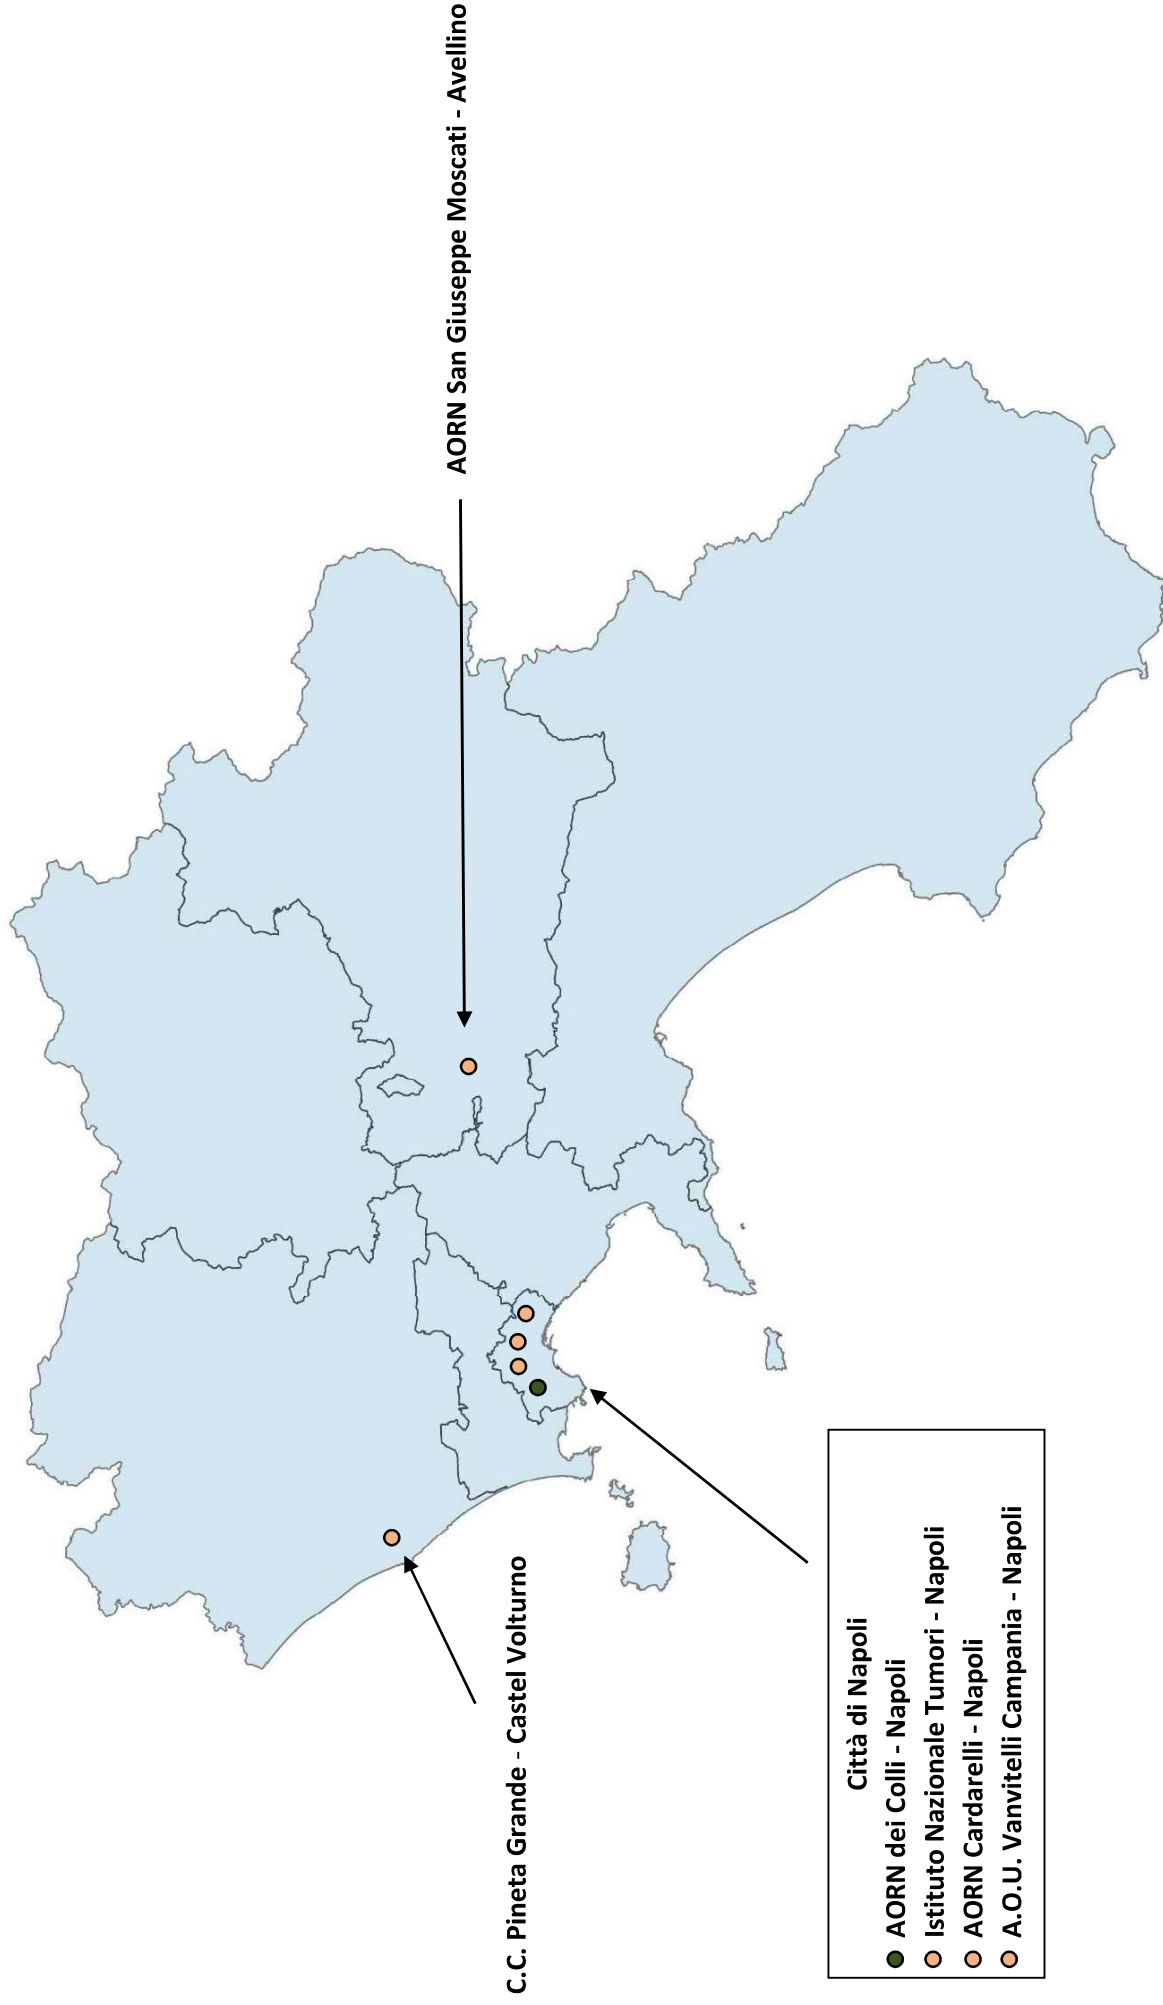 AORN San Giuseppe Moscati - Avellino
C.C. Pineta Grande - Castel Volturno
Città di Napoli
AORN dei Colli - Napoli
Istituto Nazionale Tumori - Napoli
AORN Cardarelli - Napoli
A.O.U. Vanvitelli Campania - Napoli